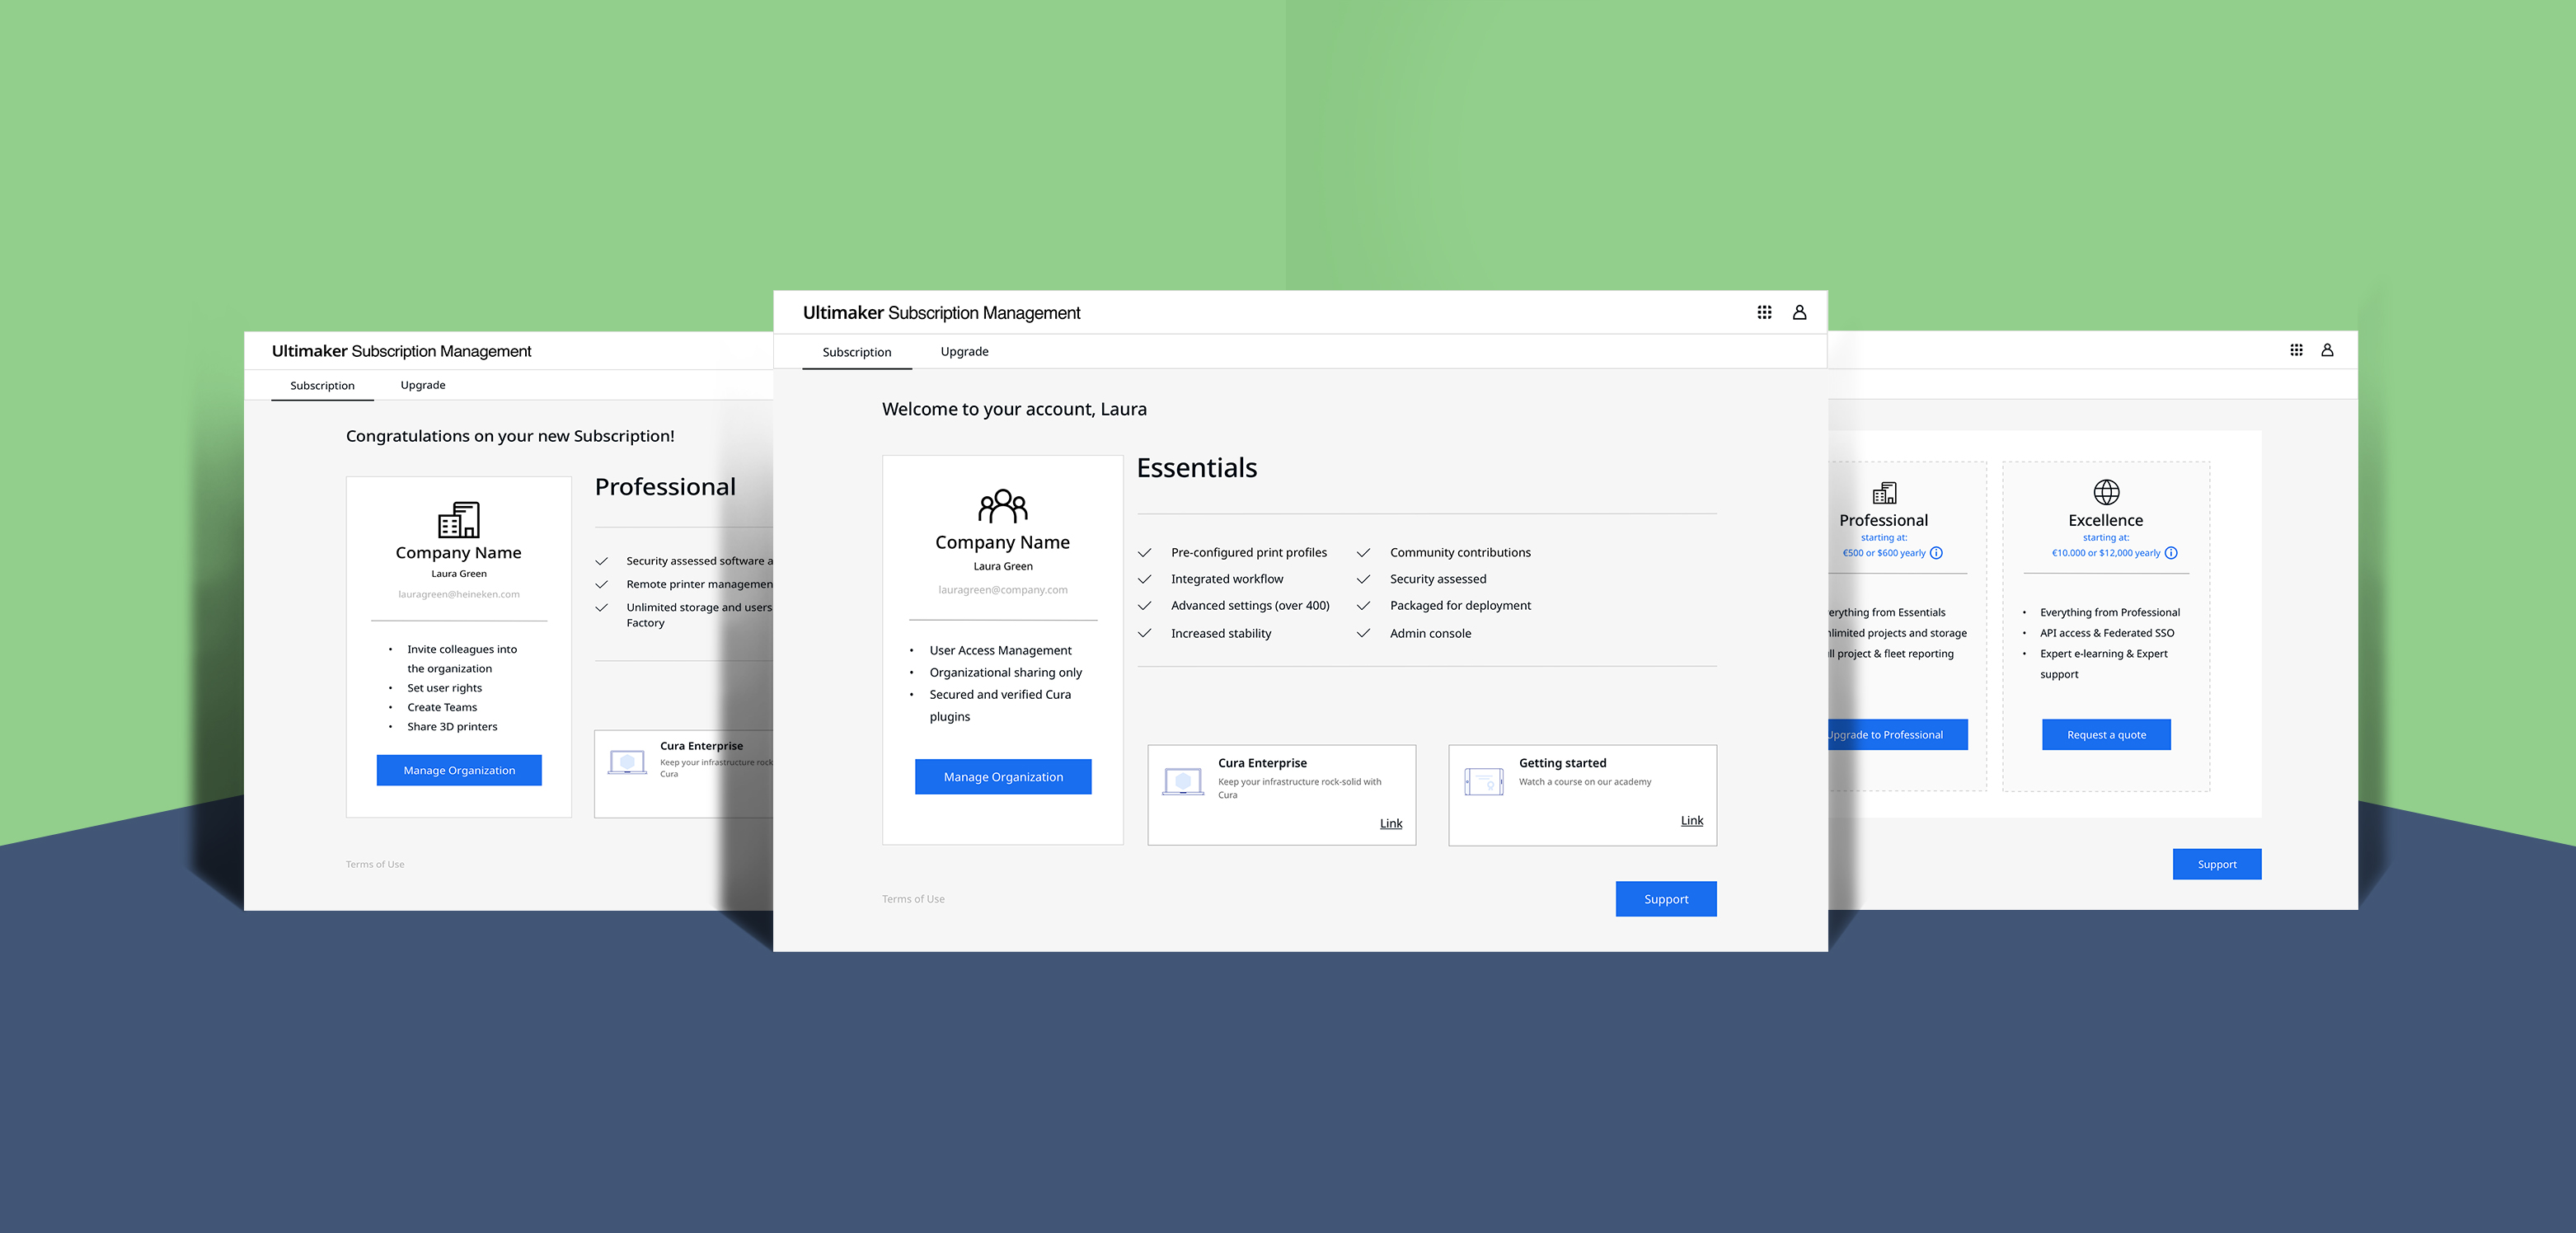 Ultimaker Subscription Management
Subscription Upgrade
Congratulations on your new Subscription!
Company Name
Laura Green
lauragreen@heineken.com
• Invite colleagues into
the organization
• Set user rights
• Create Teams
• Share 3D printers
Manage Organization
Professional
Security assessed software
Remote printer
Unlimited storage and users
Factory
Cura Enterprise
Keep your infrastructure
Cura
Terms of Use
Ultimaker Subscription Management
Subscription Upgrade
Welcome to your account, Laura
Company Name
Laura Green
lauragreen@company.com
• User Access Management
• Organizational sharing only
• Secured and verified Cura
plugins
Manage Organization
Essentials
Pre-configured print profiles
Integrated workflow
Advanced settings (over 400)
Increased stability
Community contributions
Security assessed
Packaged for deployment
Admin console
Cura Enterprise
Keep your infrastructure rock-solid with
Cura
Link
Getting started
Watch a course on our academy
Link
Terms of Use
Support
Professional
starting at:
€500 or $600 yearly
from Essentials
projects and storage
project & fleet reporting
to Professional
Excellence
starting at:
€10.000 or $12,000 yearly
• Everything from Professional
• API access & Federated SSO
• Expert e-learning & Expert
support
Request a quote
Support